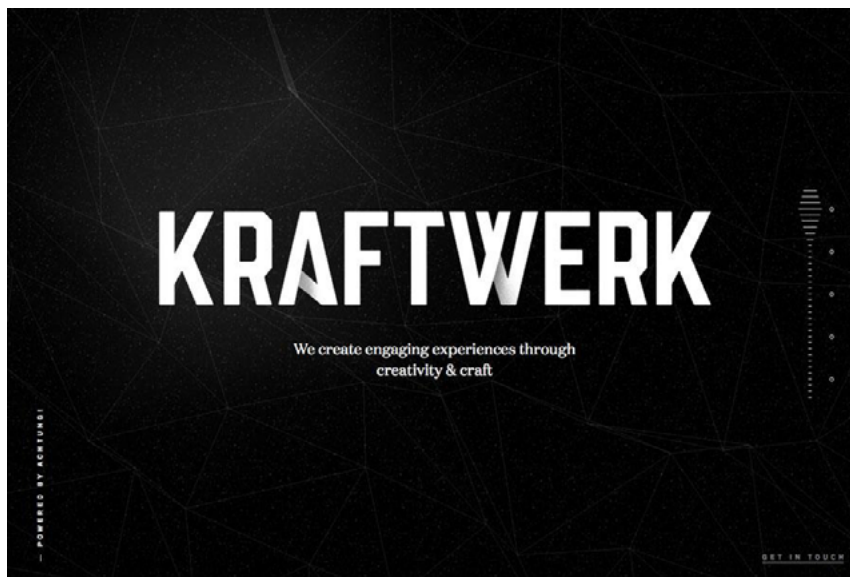 KRAFTWERK
We create engaging experiences through
creativity & craft
— POWERED BY ACHTUNG!
GET IN TOUCH